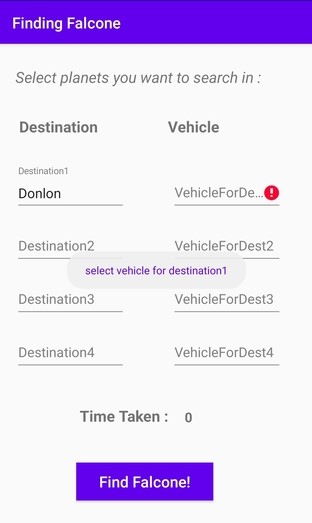 Finding Falcone
Select planets you want to search in :
Destination Vehicle
Destination1
Donlon VehicleForDe...
Destination2 VehicleForDest2
select vehicle for destination1
Destination3 VehicleForDest3
Destination4 VehicleForDest4
Time Taken : 0
Find Falcone!